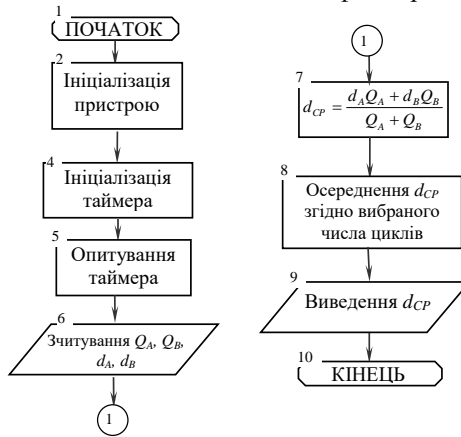 1
ПОЧАТОК
2
Ініціалізація
пристрою
4
Ініціалізація
таймера
5
Опитування
таймера
6
Зчитування Q_A, Q_B,
d_A, d_B
1
1
7
d_CP = (d_A Q_A + d_B Q_B) / (Q_A + Q_B)
8
Осереднення d_CP
згідно вибраного
числа циклів
9
Виведення d_CP
10
КІНЕЦЬ